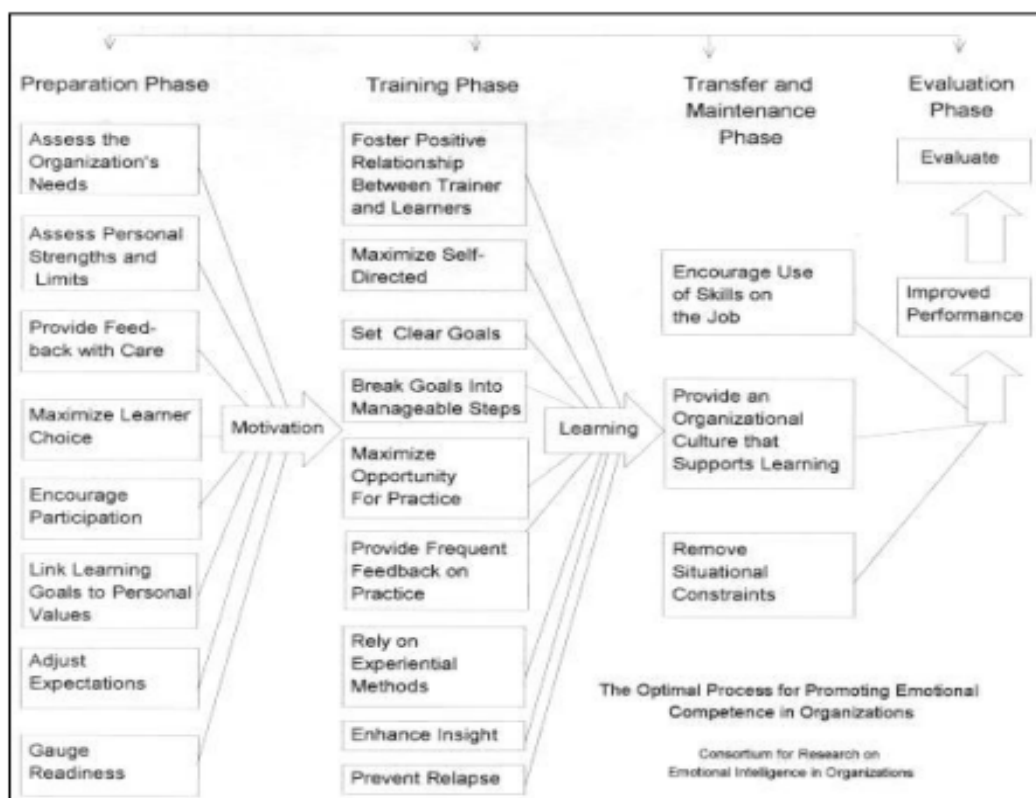 Preparation Phase
Assess the
Organization's
Needs
Assess Personal
Strengths and
Limits
Provide Feed-
back with Care
Maximize Learner
Choice
Encourage
Participation
Link Learning
Goals to Personal
Values
Adjust
Expectations
Gauge
Readiness
Motivation
Training Phase
Foster Positive
Relationship
Between Trainer
and Learners
Maximize Self-
Directed
Set Clear Goals
Break Goals Into
Manageable Steps
Maximize
Opportunity
For Practice
Provide Frequent
Feedback on
Practice
Rely on
Experiential
Methods
Enhance Insight
Prevent Relapse
Learning
Transfer and
Maintenance
Phase
Encourage Use
of Skills on
the Job
Provide an
Organizational
Culture that
Supports Learning
Remove
Situational
Constraints
Evaluation
Phase
Evaluate
Improved
Performance
The Optimal Process for Promoting Emotional
Competence in Organizations
Consortium for Research on
Emotional Intelligence in Organizations